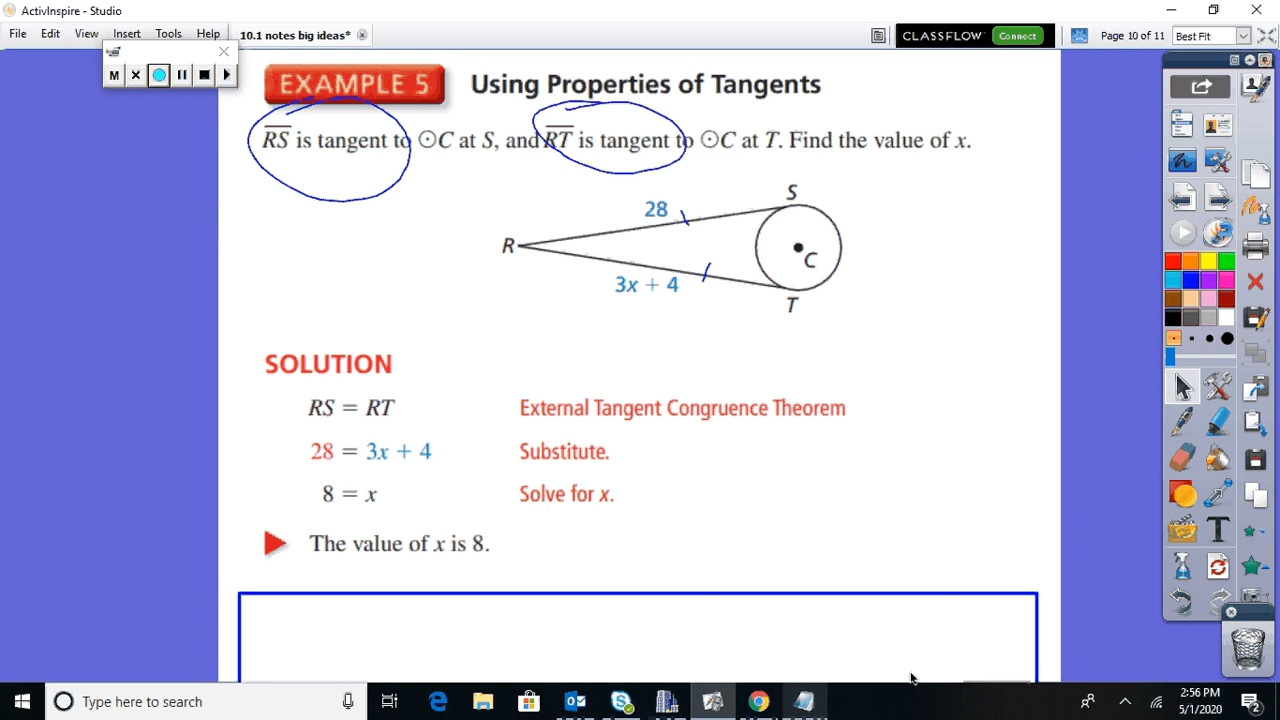 ActivInspire - Studio
File Edit View Insert Tools Help 10.1 notes big ideas* CLASSFLOW Connect Page 10 of 11 Best Fit
M
EXAMPLE 5 Using Properties of Tangents
RS is tangent to ⊙C at S, and RT is tangent to ⊙C at T. Find the value of x.
S
28
R
C
3x + 4
T
SOLUTION
RS = RT External Tangent Congruence Theorem
28 = 3x + 4 Substitute.
8 = x Solve for x.
The value of x is 8.
Type here to search
2:56 PM
5/1/2020
2